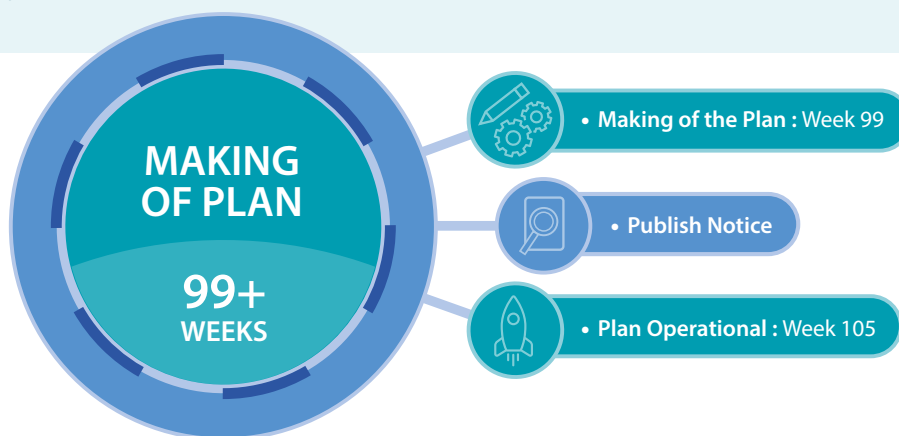 MAKING
OF PLAN
99+
WEEKS
• Making of the Plan : Week 99
• Publish Notice
• Plan Operational : Week 105